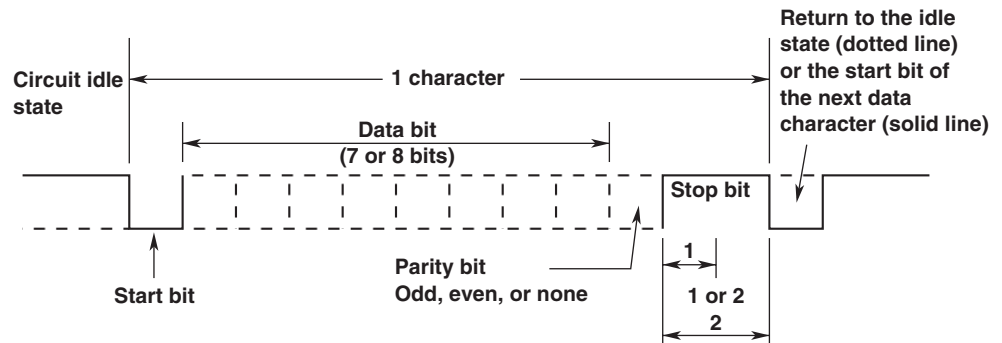 Return to the idle
state (dotted line)
or the start bit of
the next data
character (solid line)
Circuit idle
state
1 character
Data bit
(7 or 8 bits)
Stop bit
Parity bit
Odd, even, or none
Start bit
1
1 or 2
2